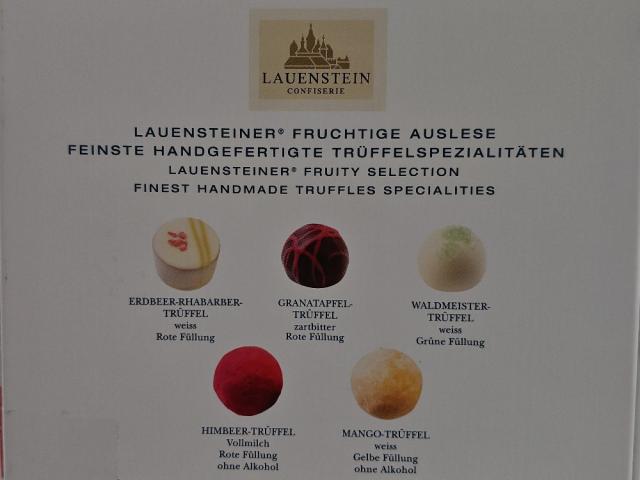 LAUENSTEIN
CONFISERIE
LAUENSTEINER® FRUCHTIGE AUSLESE
FEINSTE HANDGEFERTIGTE TRÜFFELSPEZIALITÄTEN
LAUENSTEINER® FRUITY SELECTION
FINEST HANDMADE TRUFFLES SPECIALITIES
ERDBEER-RHABARBER-
TRÜFFEL
weiss
Rote Füllung
GRANATAPFEL-
TRÜFFEL
zartbitter
Rote Füllung
WALDMEISTER-
TRÜFFEL
weiss
Grüne Füllung
HIMBEER-TRÜFFEL
Vollmilch
Rote Füllung
ohne Alkohol
MANGO-TRÜFFEL
weiss
Gelbe Füllung
ohne Alkohol